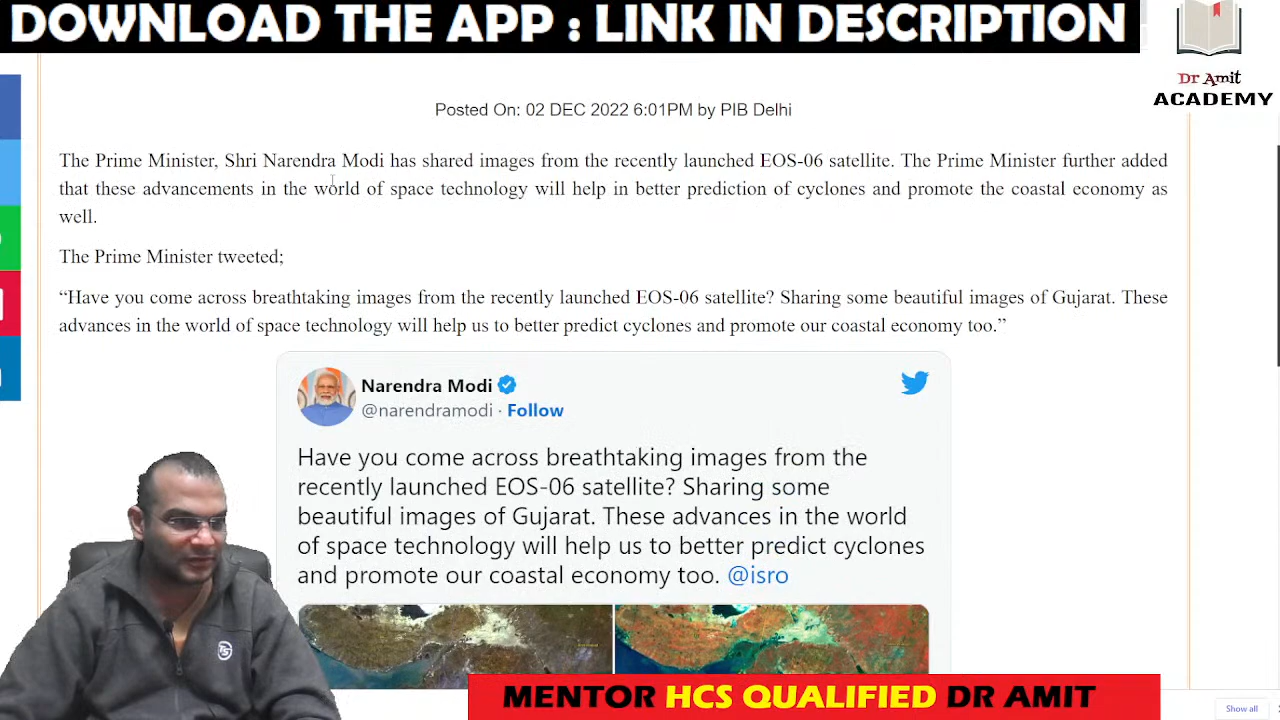 DOWNLOAD THE APP : LINK IN DESCRIPTION
Dr Amit
ACADEMY
Posted On: 02 DEC 2022 6:01PM by PIB Delhi
The Prime Minister, Shri Narendra Modi has shared images from the recently launched EOS-06 satellite. The Prime Minister further added
that these advancements in the world of space technology will help in better prediction of cyclones and promote the coastal economy as
well.
The Prime Minister tweeted;
“Have you come across breathtaking images from the recently launched EOS-06 satellite? Sharing some beautiful images of Gujarat. These
advances in the world of space technology will help us to better predict cyclones and promote our coastal economy too.”
Narendra Modi
@narendramodi · Follow
Have you come across breathtaking images from the
recently launched EOS-06 satellite? Sharing some
beautiful images of Gujarat. These advances in the world
of space technology will help us to better predict cyclones
and promote our coastal economy too. @isro
MENTOR HCS QUALIFIED DR AMIT
Show all